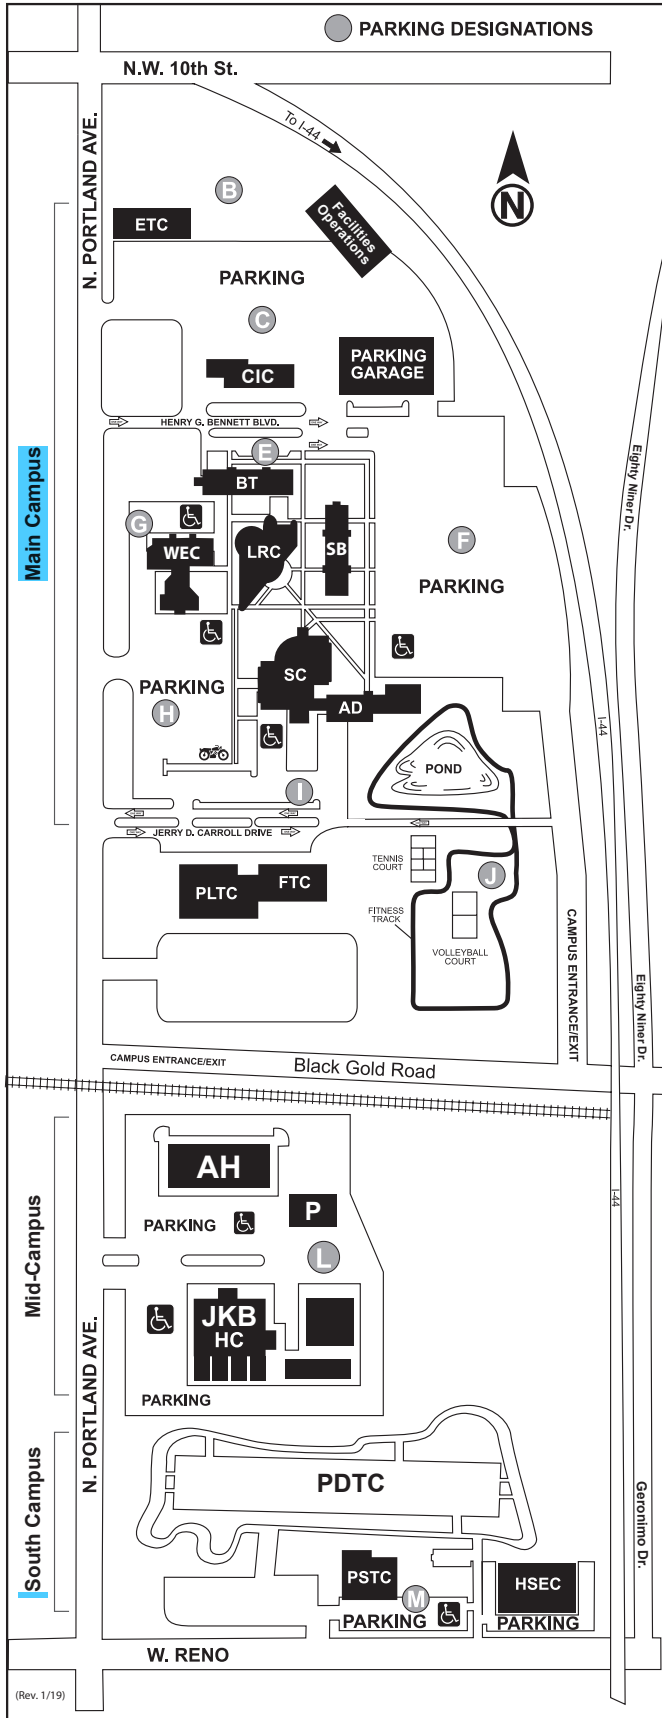 PARKING DESIGNATIONS
N.W. 10th St.
To I-44
N. PORTLAND AVE.
N
B
ETC
Facilities
Operations
PARKING
C
PARKING
GARAGE
CIC
HENRY G. BENNETT BLVD.
E
BT
Main Campus
Eighty Niner Dr.
G
WEC
LRC
SB
F
PARKING
PARKING
SC
H
AD
I-44
POND
I
JERRY D. CARROLL DRIVE
TENNIS
COURT
J
PLTC
FTC
FITNESS
TRACK
VOLLEYBALL
COURT
CAMPUS ENTRANCE/EXIT
Eighty Niner Dr.
CAMPUS ENTRANCE/EXIT
Black Gold Road
AH
I-44
P
PARKING
L
Mid-Campus
JKB
HC
N. PORTLAND AVE.
PARKING
South Campus
PDTC
Geronimo Dr.
PSTC
HSEC
M
PARKING
PARKING
W. RENO
(Rev. 1/19)